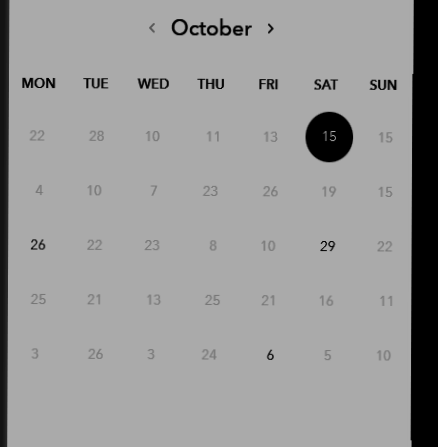 ‹ October ›
MON TUE WED THU FRI SAT SUN
22 28 10 11 13 15 15
4 10 7 23 26 19 15
26 22 23 8 10 29 22
25 21 13 25 21 16 11
3 26 3 24 6 5 10